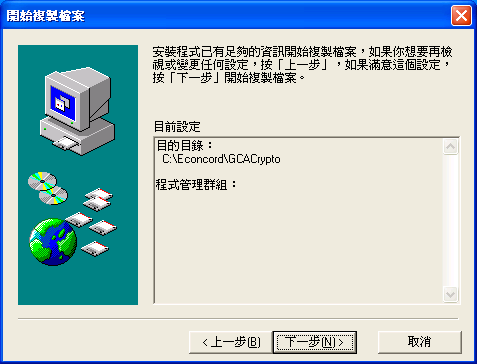 開始複製檔案
安裝程式已有足夠的資訊開始複製檔案，如果你想要再檢
視或變更任何設定，按「上一步」，如果滿意這個設定，
按「下一步」開始複製檔案。
目前設定
目的目錄：
C:\Econcord\GCACrypto
程式管理群組：
<上一步(B)
下一步(N)>
取消